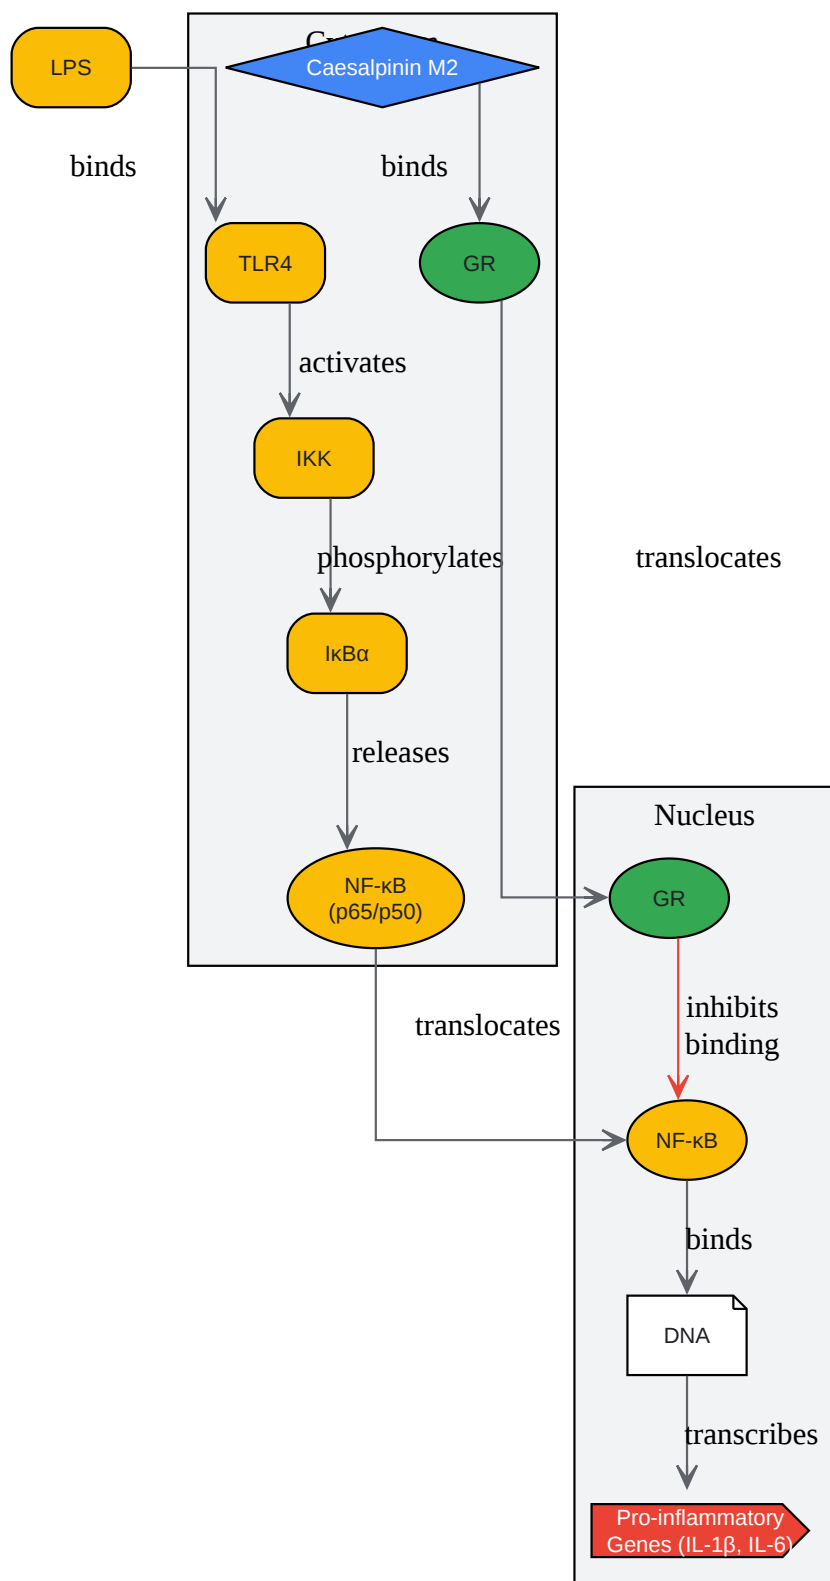 LPS
Caesalpinin M2
binds
binds
TLR4
GR
activates
IKK
phosphorylates
translocates
IκBα
releases
Nucleus
NF-κB
(p65/p50)
GR
inhibits
binding
translocates
NF-κB
binds
DNA
transcribes
Pro-inflammatory
Genes (IL-1β, IL-6)